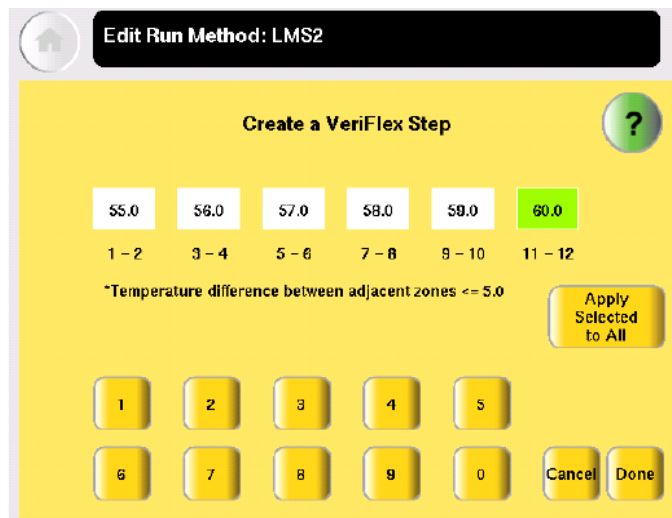 Edit Run Method: LMS2
Create a VeriFlex Step
?
55.0 56.0 57.0 58.0 59.0 60.0
1 – 2 3 – 4 5 – 6 7 – 8 9 – 10 11 – 12
*Temperature difference between adjacent zones <= 5.0
Apply
Selected
to All
1 2 3 4 5
6 7 8 9 0
Cancel Done